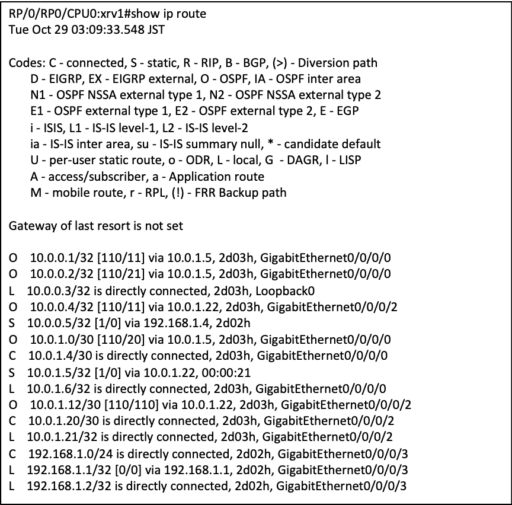 RP/0/RP0/CPU0:xrv1#show ip route
Tue Oct 29 03:09:33.548 JST
Codes: C - connected, S - static, R - RIP, B - BGP, (>) - Diversion path
D - EIGRP, EX - EIGRP external, O - OSPF, IA - OSPF inter area
N1 - OSPF NSSA external type 1, N2 - OSPF NSSA external type 2
E1 - OSPF external type 1, E2 - OSPF external type 2, E - EGP
i - ISIS, L1 - IS-IS level-1, L2 - IS-IS level-2
ia - IS-IS inter area, su - IS-IS summary null, * - candidate default
U - per-user static route, o - ODR, L - local, G - DAGR, l - LISP
A - access/subscriber, a - Application route
M - mobile route, r - RPL, (!) - FRR Backup path
Gateway of last resort is not set
O 10.0.0.1/32 [110/11] via 10.0.1.5, 2d03h, GigabitEthernet0/0/0/0
O 10.0.0.2/32 [110/21] via 10.0.1.5, 2d03h, GigabitEthernet0/0/0/0
L 10.0.0.3/32 is directly connected, 2d03h, Loopback0
O 10.0.0.4/32 [110/11] via 10.0.1.22, 2d03h, GigabitEthernet0/0/0/2
S 10.0.0.5/32 [1/0] via 192.168.1.4, 2d02h
O 10.0.1.0/30 [110/20] via 10.0.1.5, 2d03h, GigabitEthernet0/0/0/0
C 10.0.1.4/30 is directly connected, 2d03h, GigabitEthernet0/0/0/0
S 10.0.1.5/32 [1/0] via 10.0.1.22, 00:00:21
L 10.0.1.6/32 is directly connected, 2d03h, GigabitEthernet0/0/0/0
O 10.0.1.12/30 [110/110] via 10.0.1.22, 2d03h, GigabitEthernet0/0/0/2
C 10.0.1.20/30 is directly connected, 2d03h, GigabitEthernet0/0/0/2
L 10.0.1.21/32 is directly connected, 2d03h, GigabitEthernet0/0/0/2
C 192.168.1.0/24 is directly connected, 2d02h, GigabitEthernet0/0/0/3
L 192.168.1.1/32 [0/0] via 192.168.1.1, 2d02h, GigabitEthernet0/0/0/3
L 192.168.1.2/32 is directly connected, 2d02h, GigabitEthernet0/0/0/3